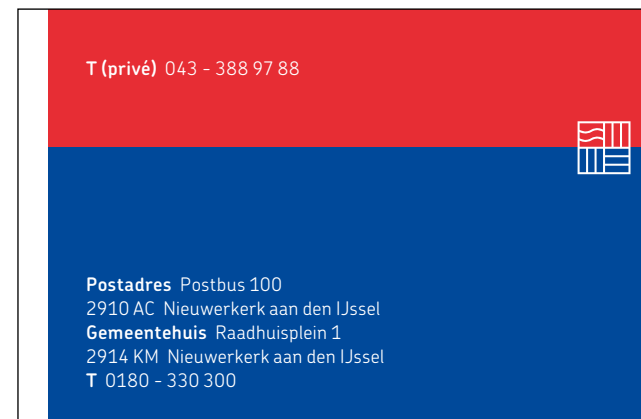 T (privé) 043 - 388 97 88
Postadres Postbus 100
2910 AC Nieuwerkerk aan den IJssel
Gemeentehuis Raadhuisplein 1
2914 KM Nieuwerkerk aan den IJssel
T 0180 - 330 300